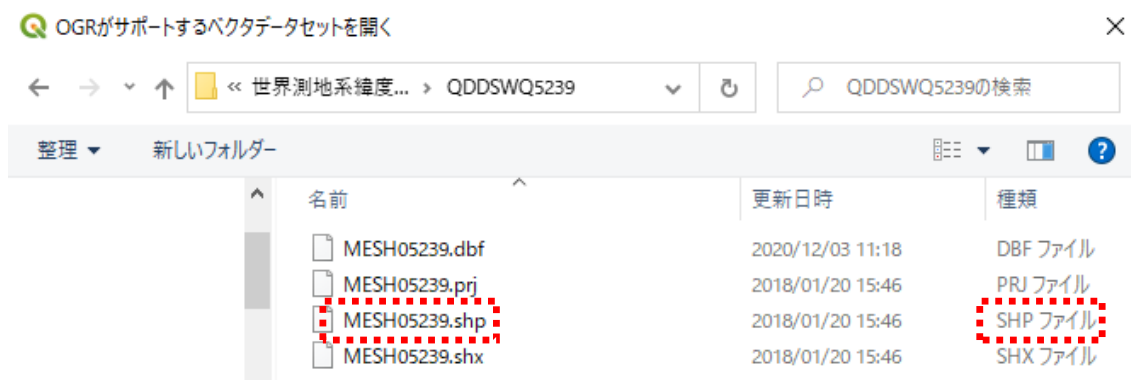 OGRがサポートするベクタデータセットを開く
« 世界測地系緯度... › QDDSWQ5239
QDDSWQ5239の検索
整理
新しいフォルダー
名前 更新日時 種類
MESH05239.dbf 2020/12/03 11:18 DBF ファイル
MESH05239.prj 2018/01/20 15:46 PRJ ファイル
MESH05239.shp 2018/01/20 15:46 SHP ファイル
MESH05239.shx 2018/01/20 15:46 SHX ファイル